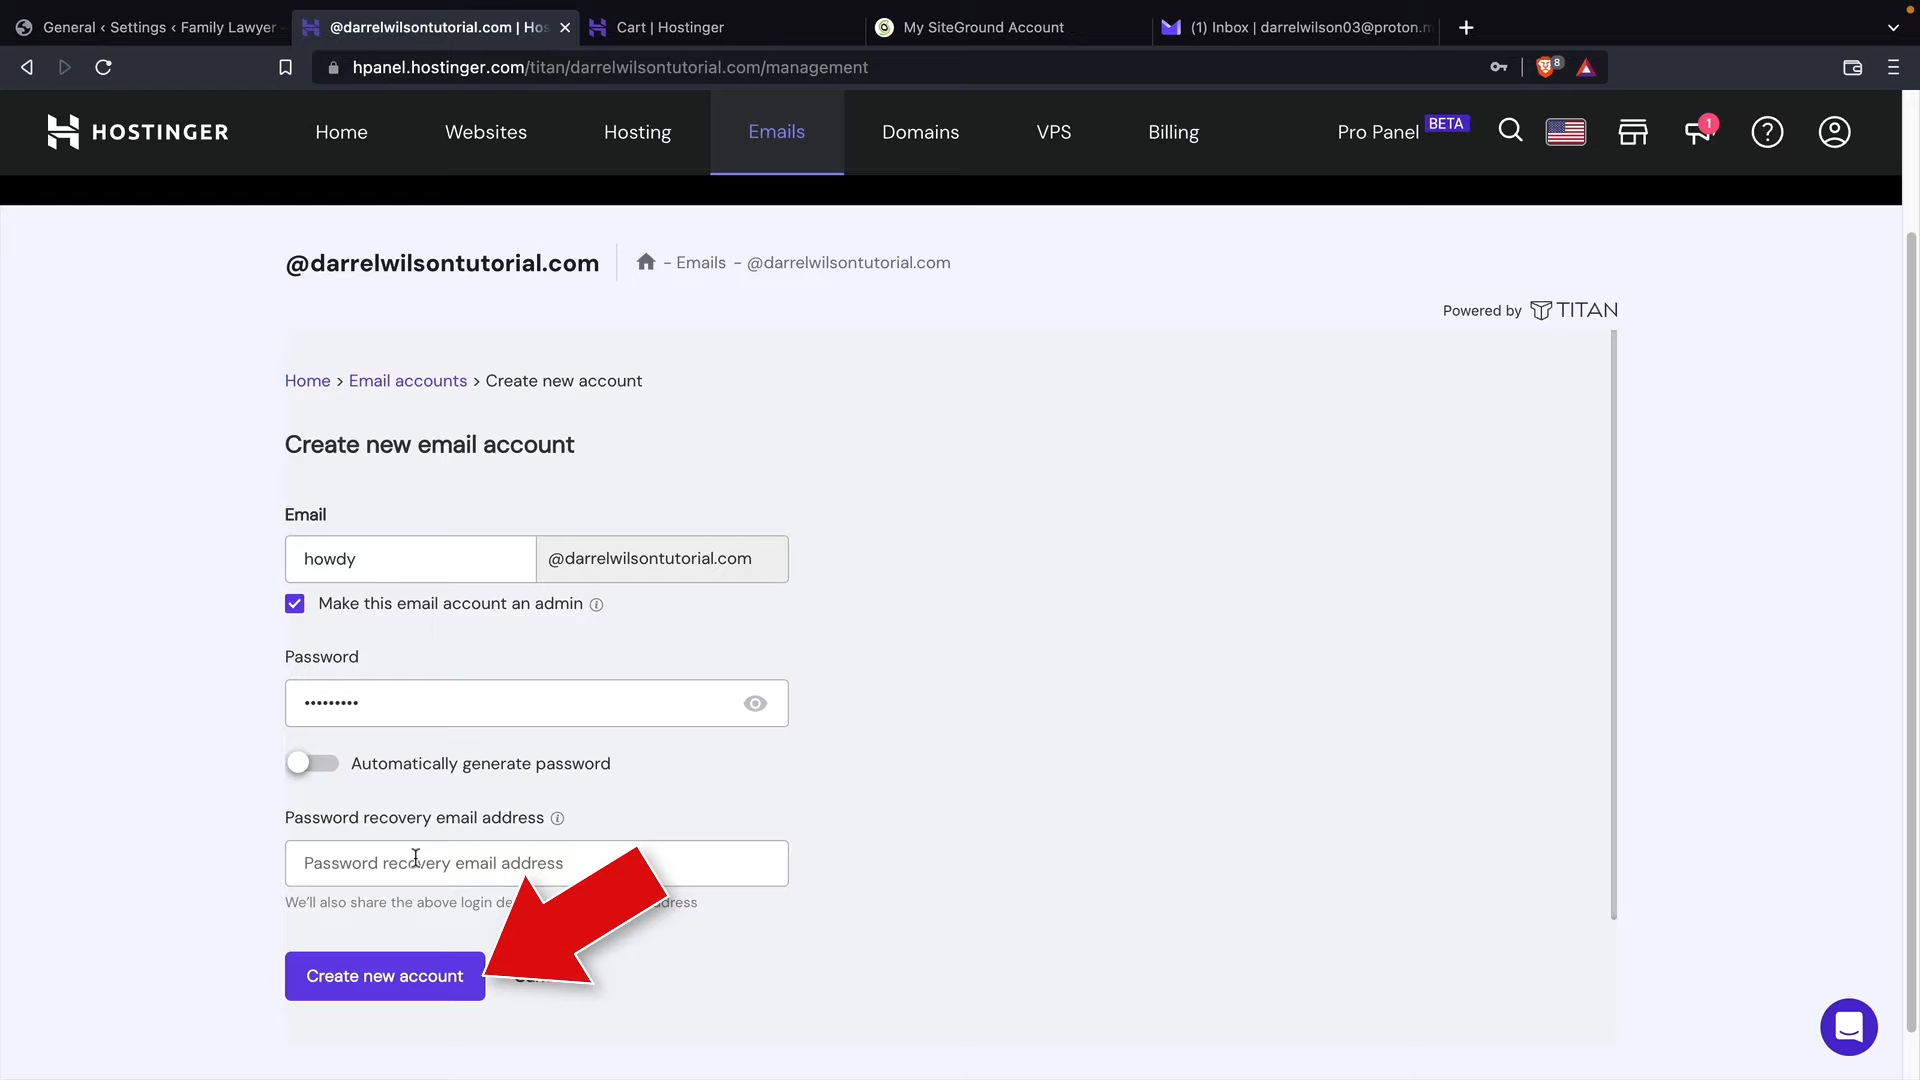 General < Settings < Family Lawyer
@darrelwilsontutorial.com | Hos
Cart | Hostinger
My SiteGround Account
(1) Inbox | darrelwilson03@proton.m
hpanel.hostinger.com/titan/darrelwilsontutorial.com/management
8
HOSTINGER
Home
Websites
Hosting
Emails
Domains
VPS
Billing
Pro Panel BETA
1
@darrelwilsontutorial.com
- Emails - @darrelwilsontutorial.com
Powered by TITAN
Home > Email accounts > Create new account
Create new email account
Email
howdy @darrelwilsontutorial.com
Make this email account an admin
Password
•••••••••
Automatically generate password
Password recovery email address
Password recovery email address
We'll also share the above login
Create new account